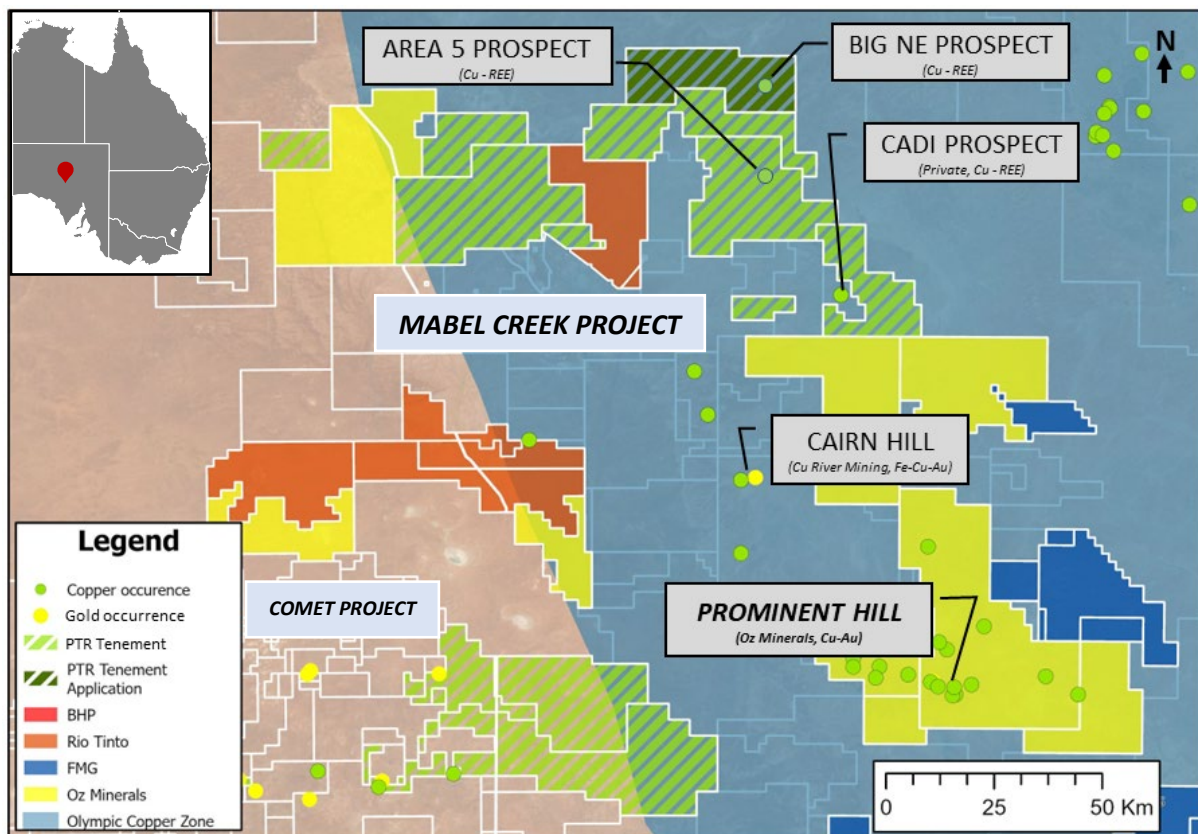 AREA 5 PROSPECT
(Cu - REE)
BIG NE PROSPECT
(Cu - REE)
N
CADI PROSPECT
(Private, Cu - REE)
MABEL CREEK PROJECT
CAIRN HILL
(Cu River Mining, Fe-Cu-Au)
COMET PROJECT
PROMINENT HILL
(Oz Minerals, Cu-Au)
Legend
Copper occurence
Gold occurrence
PTR Tenement
PTR Tenement
Application
BHP
Rio Tinto
FMG
Oz Minerals
Olympic Copper Zone
0 25 50 Km